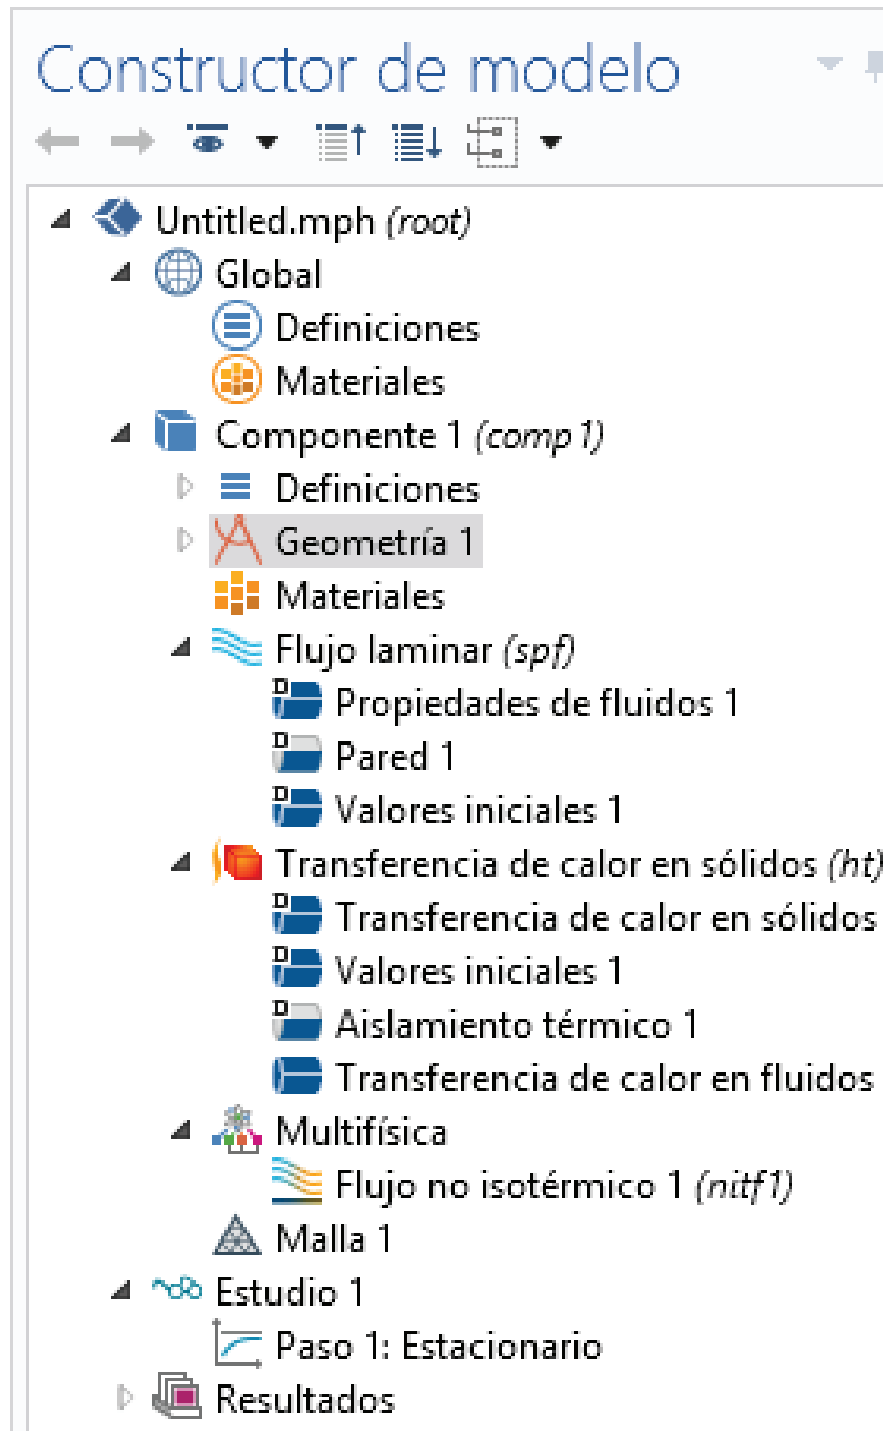 Constructor de modelo
Untitled.mph (root)
Global
Definiciones
Materiales
Componente 1 (comp1)
Definiciones
Geometría 1
Materiales
Flujo laminar (spf)
D Propiedades de fluidos 1
D Pared 1
D Valores iniciales 1
Transferencia de calor en sólidos (ht)
D Transferencia de calor en sólidos
D Valores iniciales 1
D Aislamiento térmico 1
Transferencia de calor en fluidos
Multifísica
Flujo no isotérmico 1 (nitf1)
Malla 1
Estudio 1
Paso 1: Estacionario
Resultados